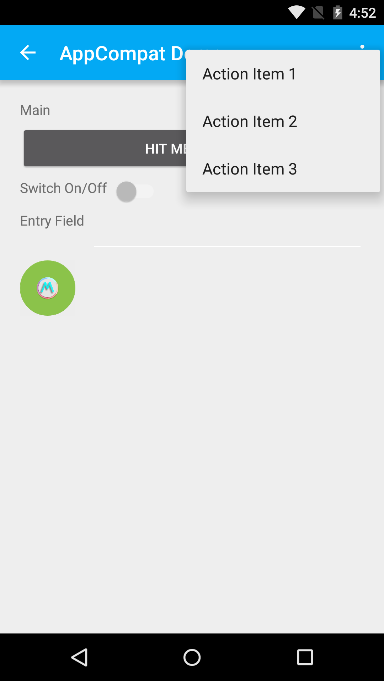 4:52
AppCompat D
Action Item 1
Action Item 2
Action Item 3
Main
HIT ME
Switch On/Off
Entry Field